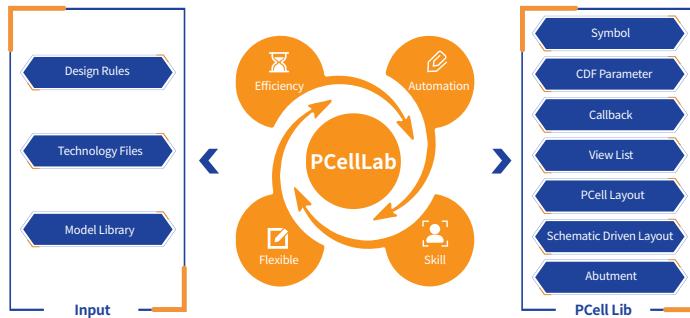 Design Rules
Technology Files
Model Library
Input
Efficiency
Automation
PCellLab
Flexible
Skill
Symbol
CDF Parameter
Callback
View List
PCell Layout
Schematic Driven Layout
Abutment
PCell Lib